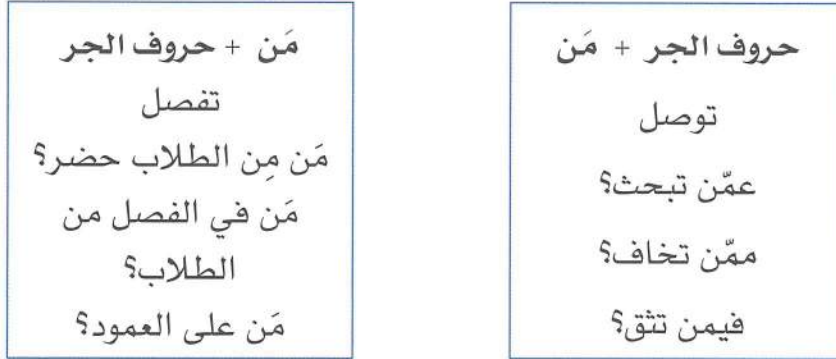 حروف الجر + مَن
توصل
عمّن تبحث؟
ممّن تخاف؟
فيمن تثق؟
مَن + حروف الجر
تفصل
مَن مِن الطلاب حضر؟
مَن في الفصل من
الطلاب؟
مَن على العمود؟